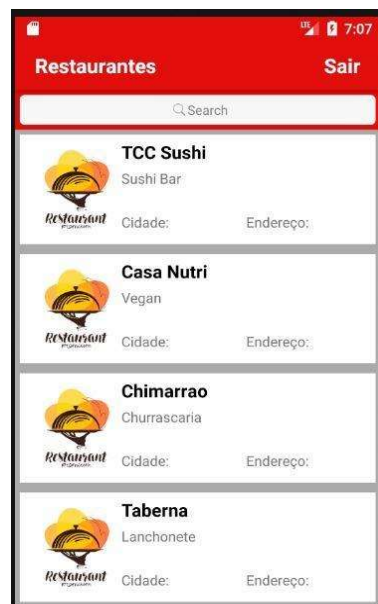 LTE 7:07
Restaurantes Sair
Search
TCC Sushi
Sushi Bar
Restaurant
Cidade: Endereço:
Casa Nutri
Vegan
Restaurant
Cidade: Endereço:
Chimarrao
Churrascaria
Restaurant
Cidade: Endereço:
Taberna
Lanchonete
Restaurant
Cidade: Endereço: